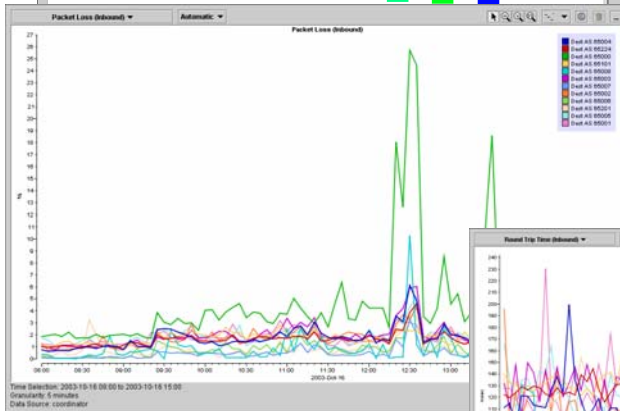 Packet Loss (Inbound)
Automatic
Packet Loss (Inbound)
27
26
25
24
23
22
21
20
19
18
17
16
15
14
13
12
11
10
9
8
7
6
5
4
3
2
1
0
%
Dest AS 65004
Dest AS 65224
Dest AS 65000
Dest AS 65101
Dest AS 65008
Dest AS 65003
Dest AS 65007
Dest AS 65002
Dest AS 65006
Dest AS 65201
Dest AS 65005
Dest AS 65001
09:00
09:30
10:00
10:30
11:00
11:30
12:00
12:30
13:00
2003-Oct-16
Time Selection: 2003-10-16 09:00 to 2003-10-16 15:00
Granularity: 5 minutes
Data Source: coordinator
Round Trip Time (Inbound)
240
230
220
210
200
190
180
170
160
150
140
130
120
110